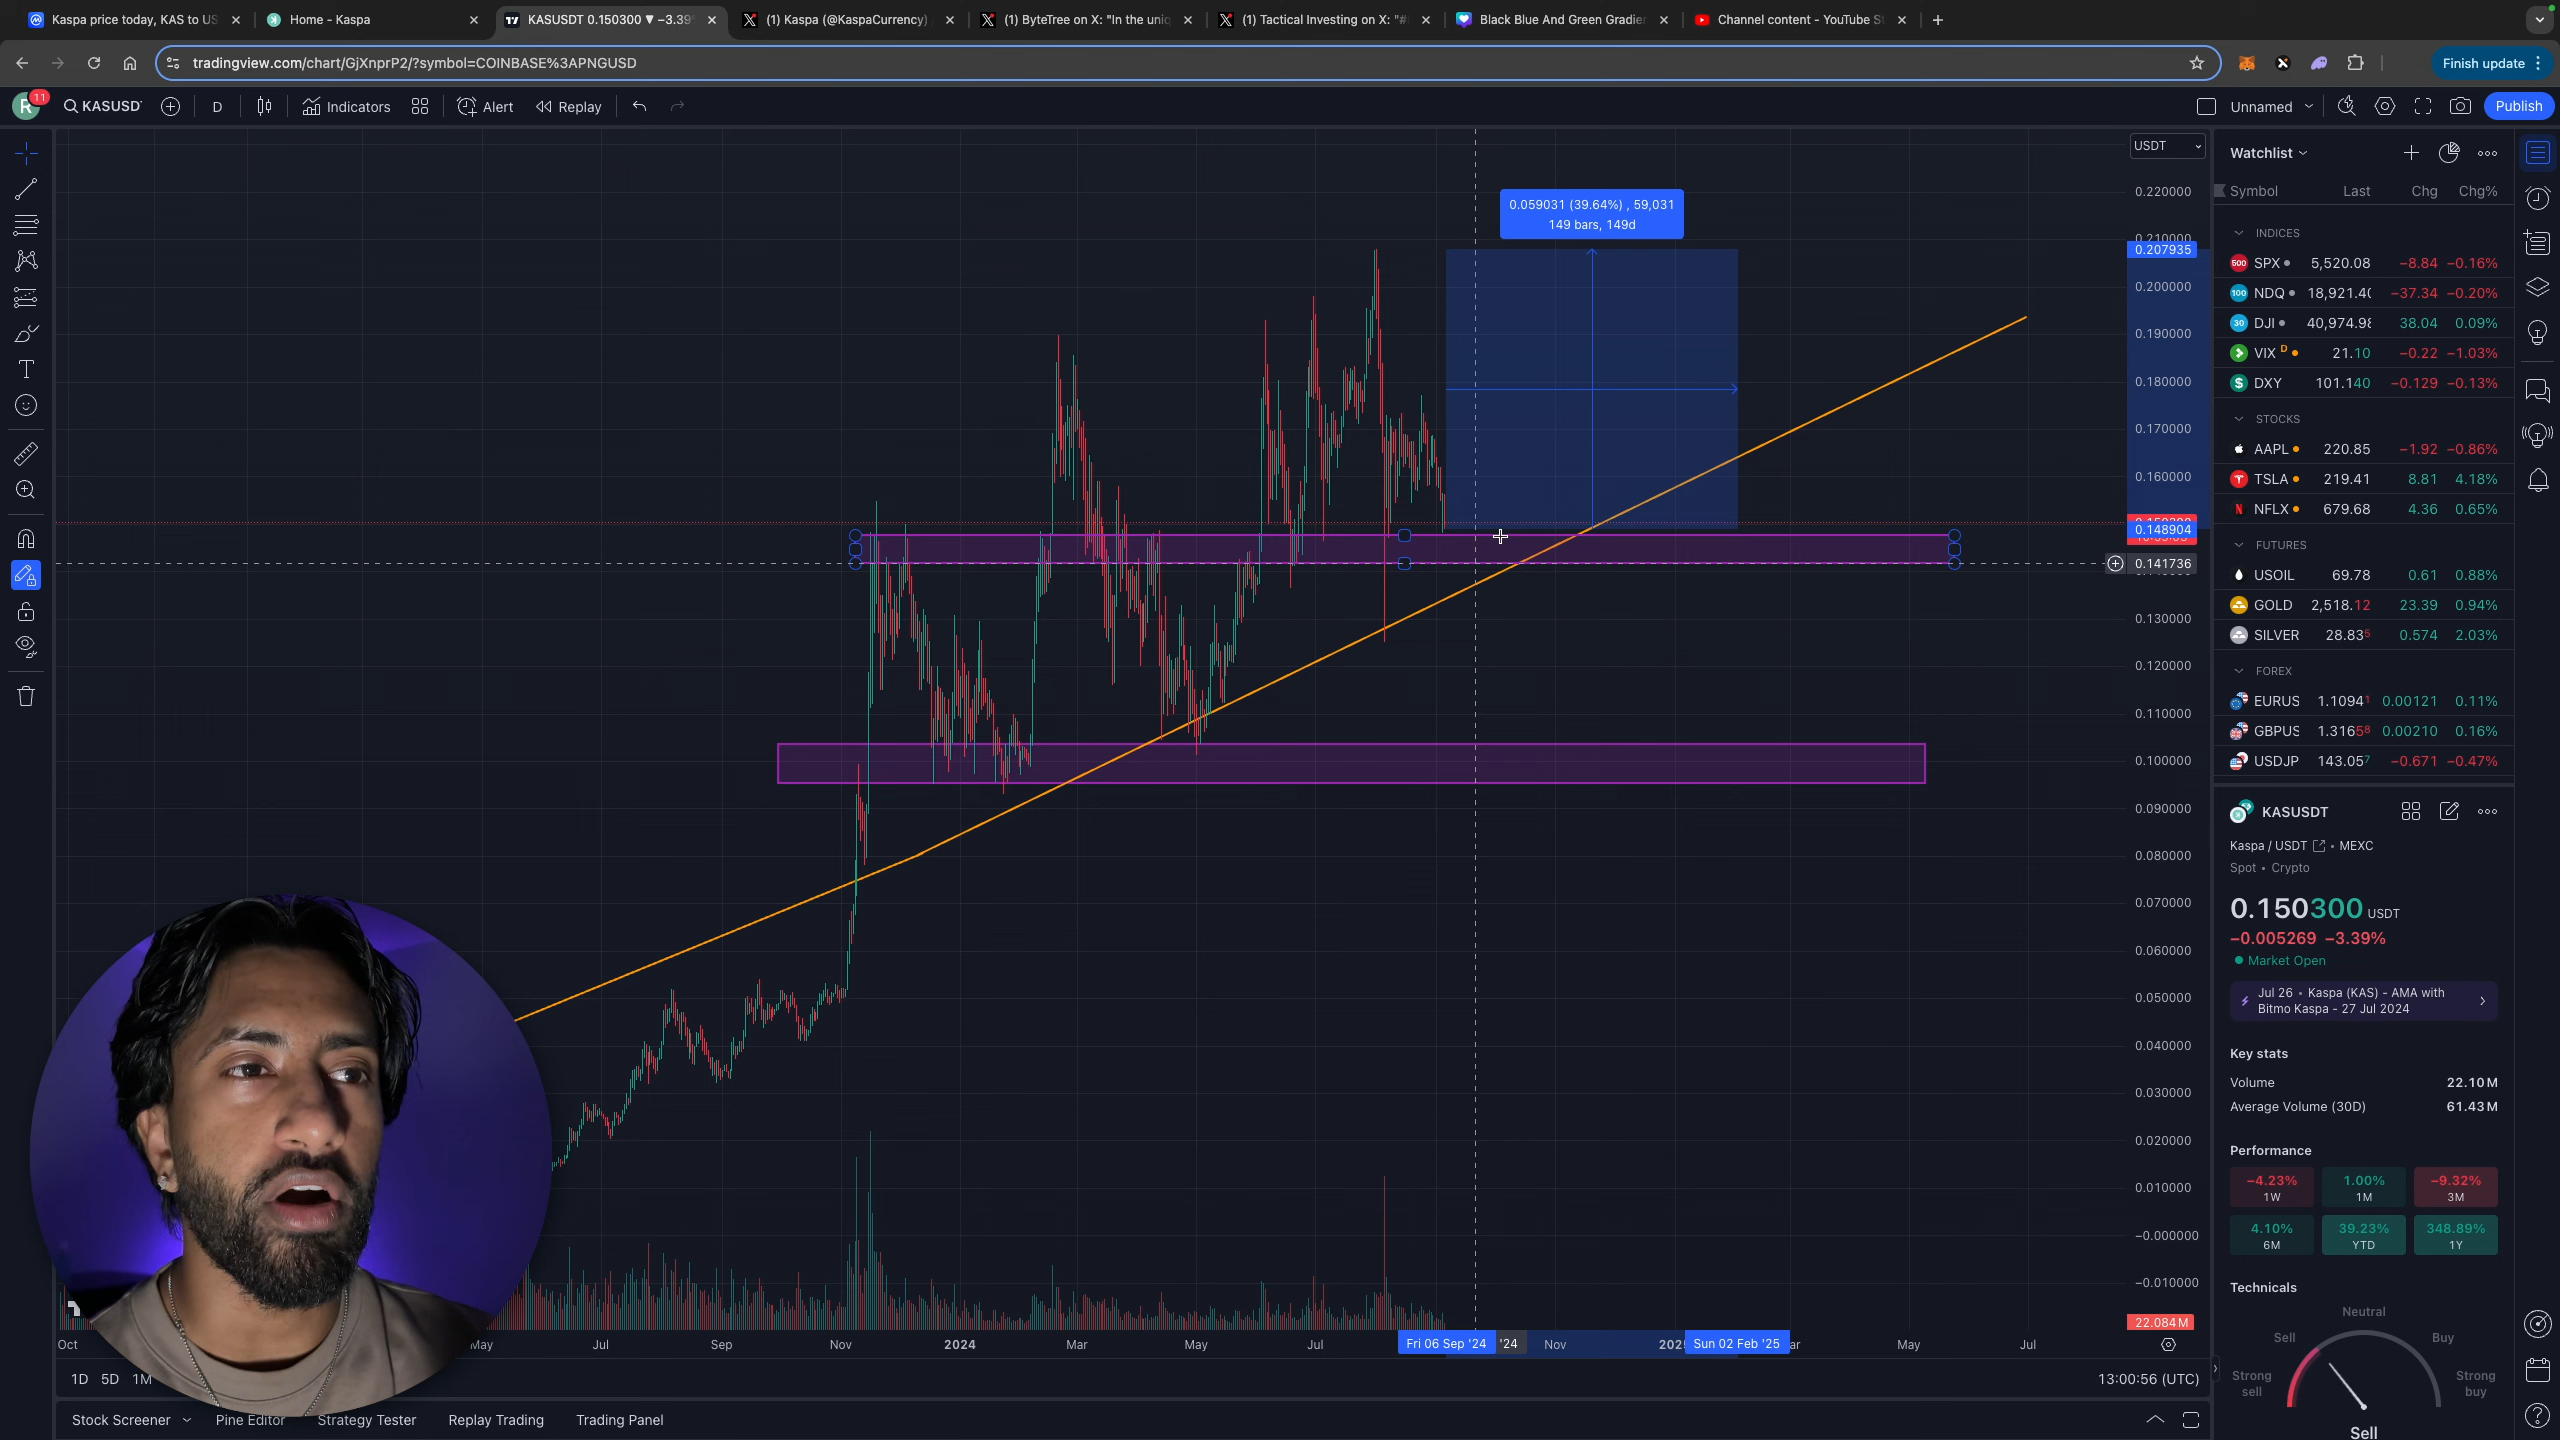 Kaspa price today, KAS to US
Home - Kaspa
KASUSDT 0.150300 ▼ −3.39
(1) Kaspa (@KaspaCurrency)
(1) ByteTree on X: "In the uniq
(1) Tactical Investing on X: "#
Black Blue And Green Gradie
Channel content - YouTube S
tradingview.com/chart/GjXnprP2/?symbol=COINBASE%3APNGUSD
Finish update
R 11
KASUSD
D
Indicators
Alert
Replay
Unnamed
Publish
USDT
0.059031 (39.64%) , 59,031
149 bars, 149d
0.220000
0.210000
0.207935
0.200000
0.190000
0.180000
0.170000
0.160000
0.148904
0.141736
0.130000
0.120000
0.110000
0.100000
0.090000
0.080000
0.070000
0.060000
0.050000
0.040000
0.030000
0.020000
0.010000
−0.000000
−0.010000
22.084M
Oct
May
Jul
Sep
Nov
2024
Mar
May
Jul
Fri 06 Sep '24
'24
Nov
202
Sun 02 Feb '25
ar
May
Jul
1D 5D 1M
13:00:56 (UTC)
Stock Screener
Pine Editor
Strategy Tester
Replay Trading
Trading Panel
Watchlist
Symbol Last Chg Chg%
INDICES
SPX 5,520.08 −8.84 −0.16%
NDQ 18,921.40 −37.34 −0.20%
DJI 40,974.98 38.04 0.09%
VIX D 21.10 −0.22 −1.03%
DXY 101.140 −0.129 −0.13%
STOCKS
AAPL 220.85 −1.92 −0.86%
TSLA 219.41 8.81 4.18%
NFLX 679.68 4.36 0.65%
FUTURES
USOIL 69.78 0.61 0.88%
GOLD 2,518.12 23.39 0.94%
SILVER 28.835 0.574 2.03%
FOREX
EURUS 1.10941 0.00121 0.11%
GBPUS 1.31658 0.00210 0.16%
USDJP 143.057 −0.671 −0.47%
KASUSDT
Kaspa / USDT • MEXC
Spot • Crypto
0.150300 USDT
−0.005269 −3.39%
Market Open
Jul 26 • Kaspa (KAS) - AMA with
Bitmo Kaspa - 27 Jul 2024
Key stats
Volume 22.10M
Average Volume (30D) 61.43M
Performance
−4.23% 1.00% −9.32%
1W 1M 3M
4.10% 39.23% 348.89%
6M YTD 1Y
Technicals
Neutral
Sell Buy
Strong sell
Strong buy
Sell